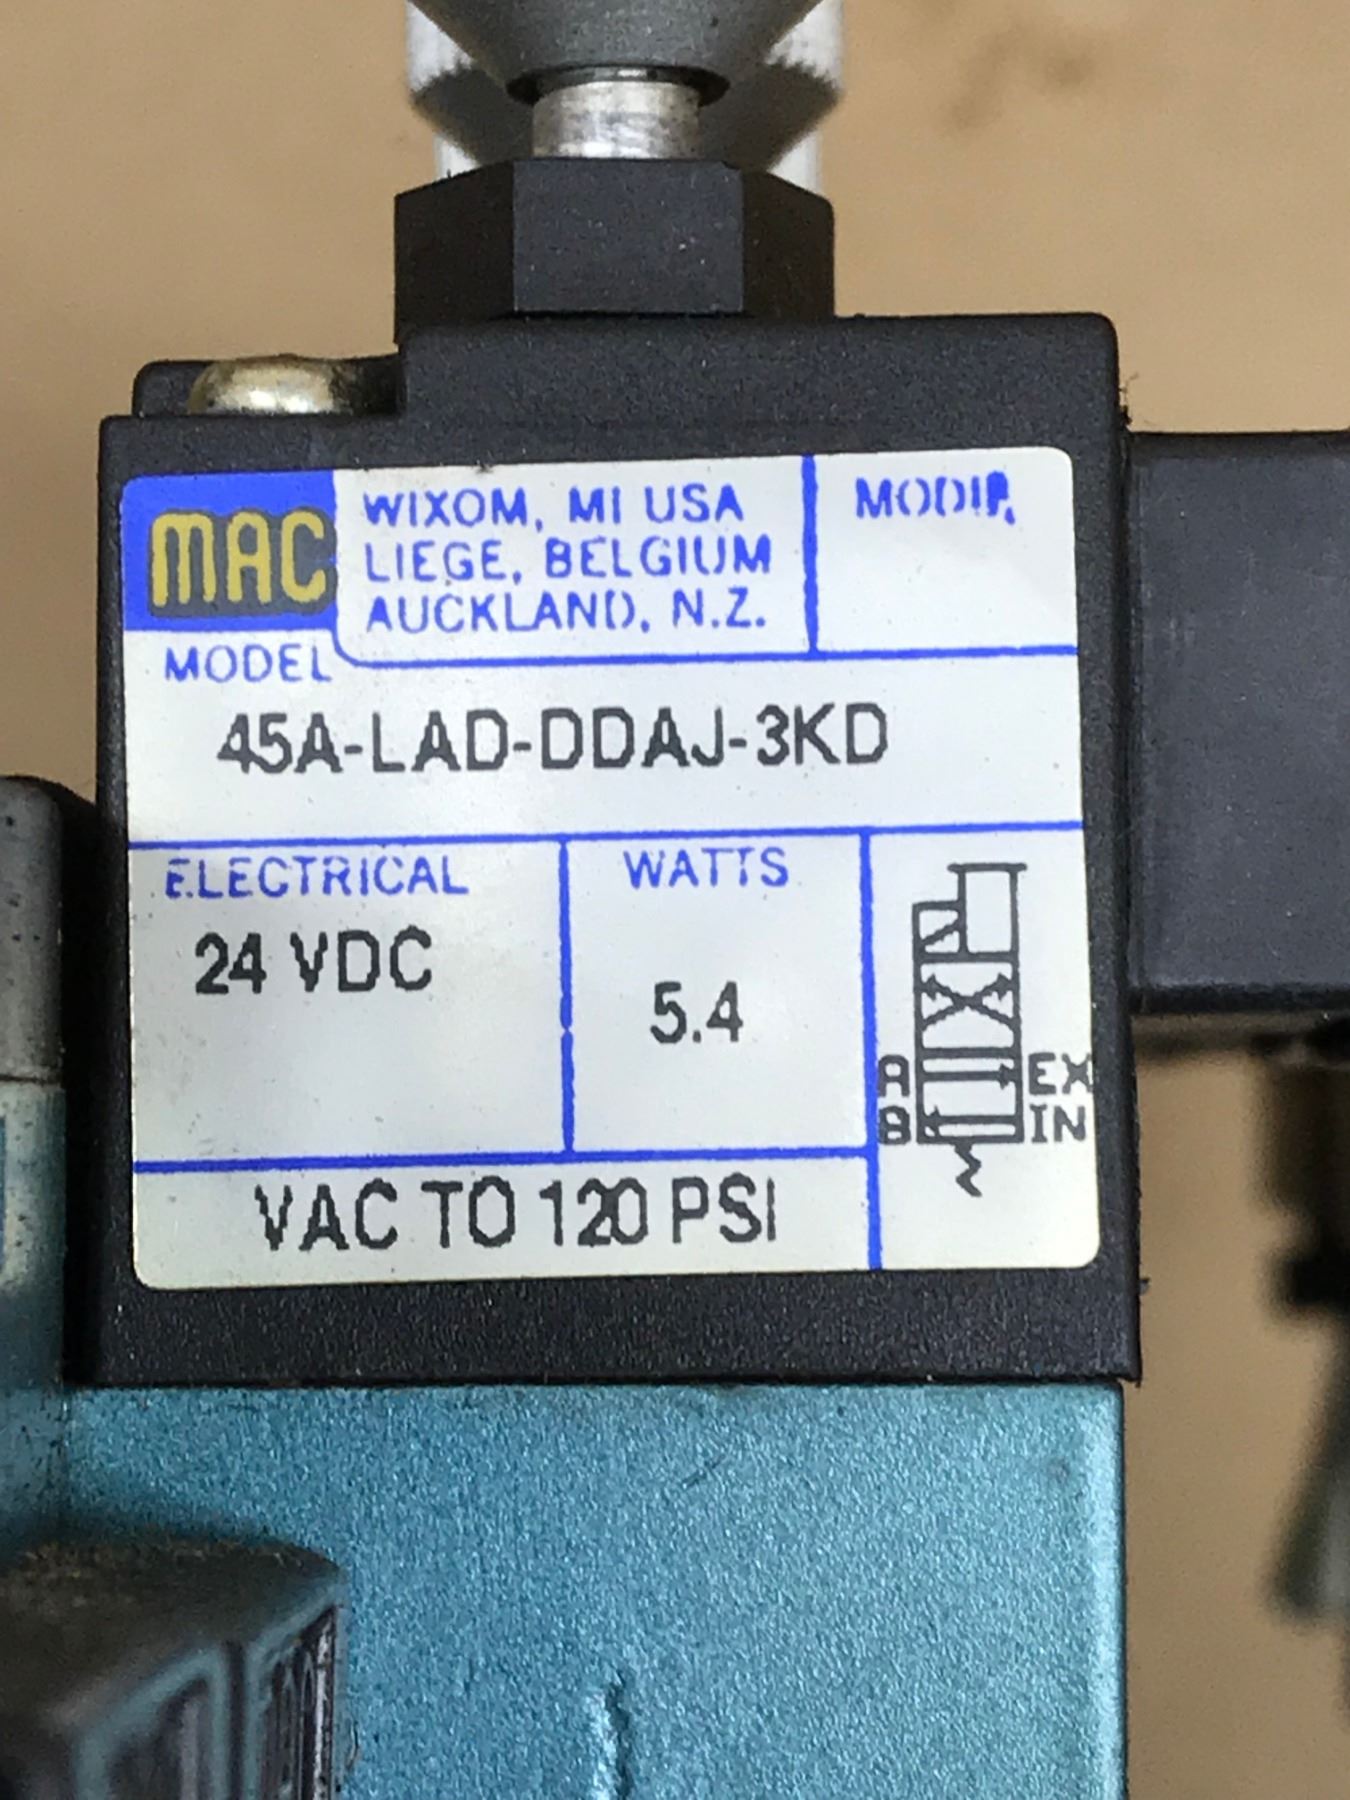 MAC
WIXOM, MI USA
LIEGE, BELGIUM
AUCKLAND, N.Z.
MODIF.
MODEL
45A-LAD-DDAJ-3KD
ELECTRICAL
24 VDC
WATTS
5.4
A EX
B IN
VAC TO 120 PSI